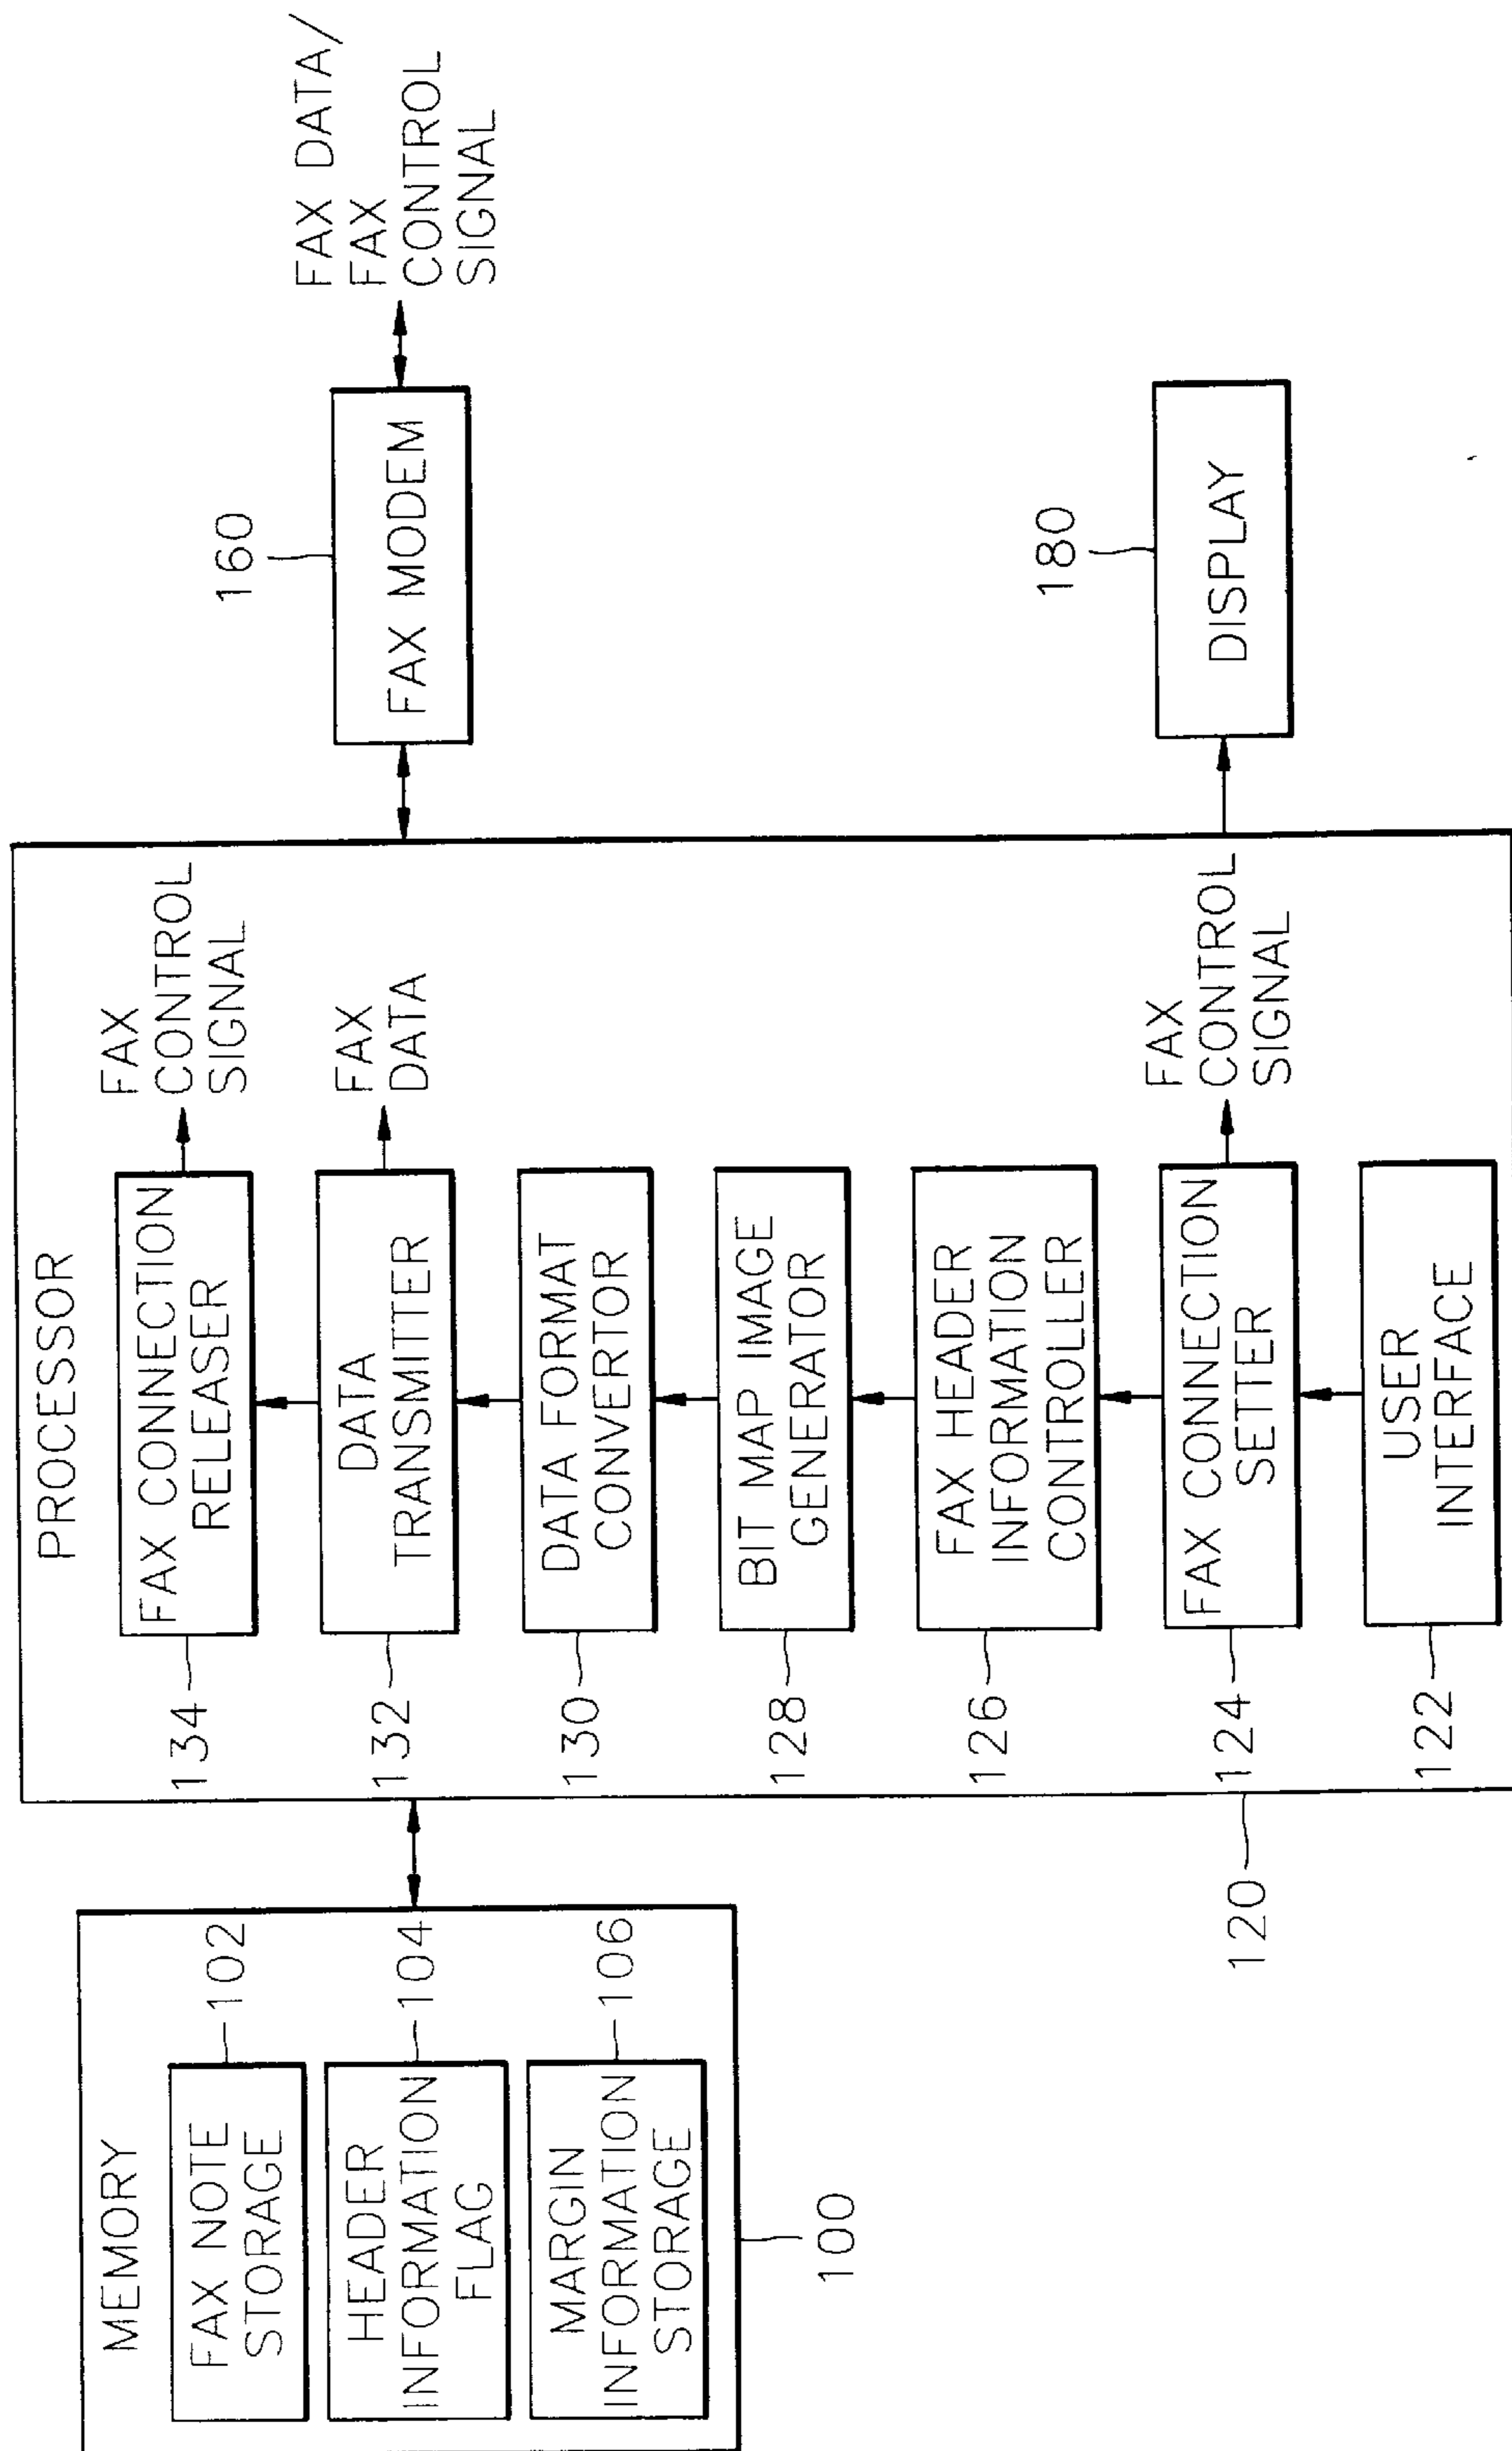 MEMORY
FAX NOTE
STORAGE
102
HEADER
INFORMATION
FLAG
104
MARGIN
INFORMATION
STORAGE
106
100
PROCESSOR
134
FAX CONNECTION
RELEASER
FAX
CONTROL
SIGNAL
132
DATA
TRANSMITTER
FAX
DATA
130
DATA FORMAT
CONVERTOR
128
BIT MAP IMAGE
GENERATOR
126
FAX HEADER
INFORMATION
CONTROLLER
124
FAX CONNECTION
SETTER
FAX
CONTROL
SIGNAL
122
USER
INTERFACE
120
160
FAX MODEM
FAX DATA/
FAX
CONTROL
SIGNAL
180
DISPLAY